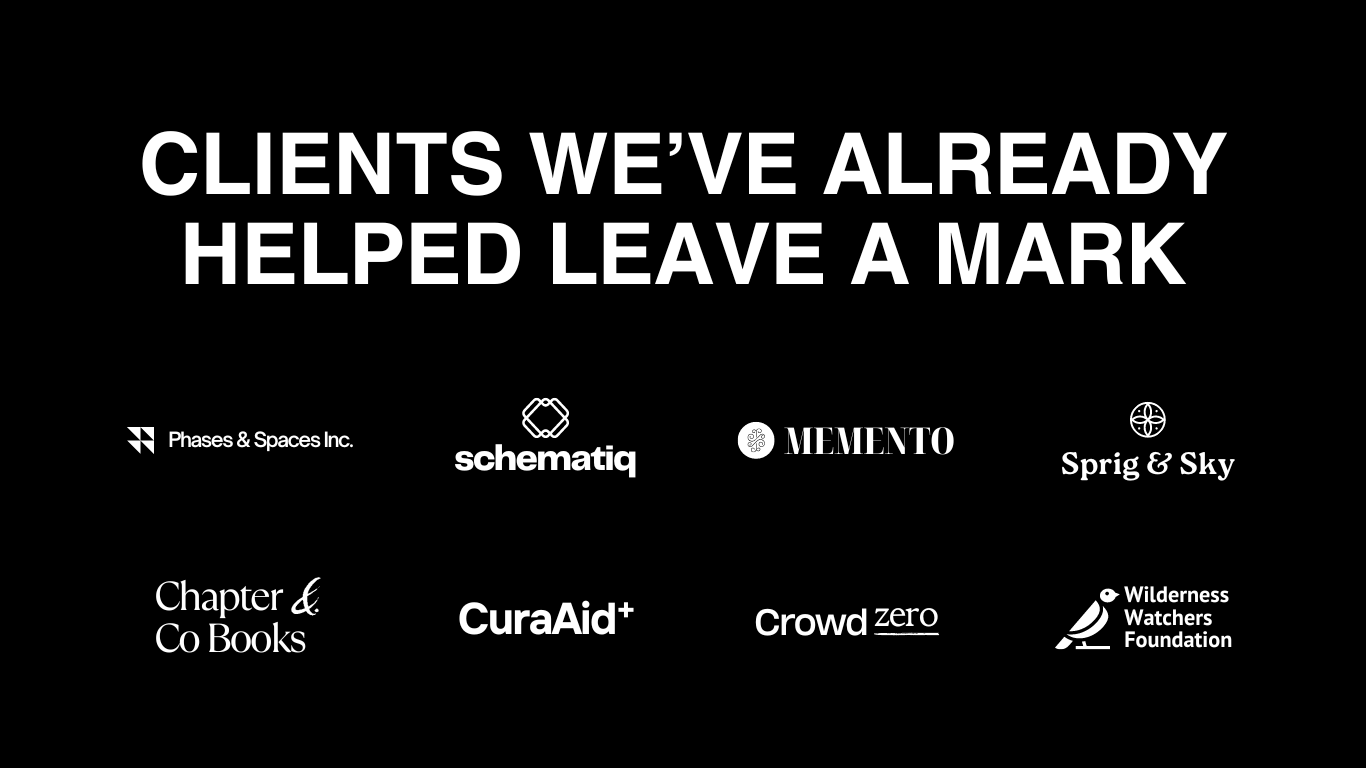 CLIENTS WE’VE ALREADY
HELPED LEAVE A MARK
Phases & Spaces Inc.
schematiq
MEMENTO
Sprig & Sky
Chapter &
Co Books
CuraAid+
Crowd zero
Wilderness
Watchers
Foundation